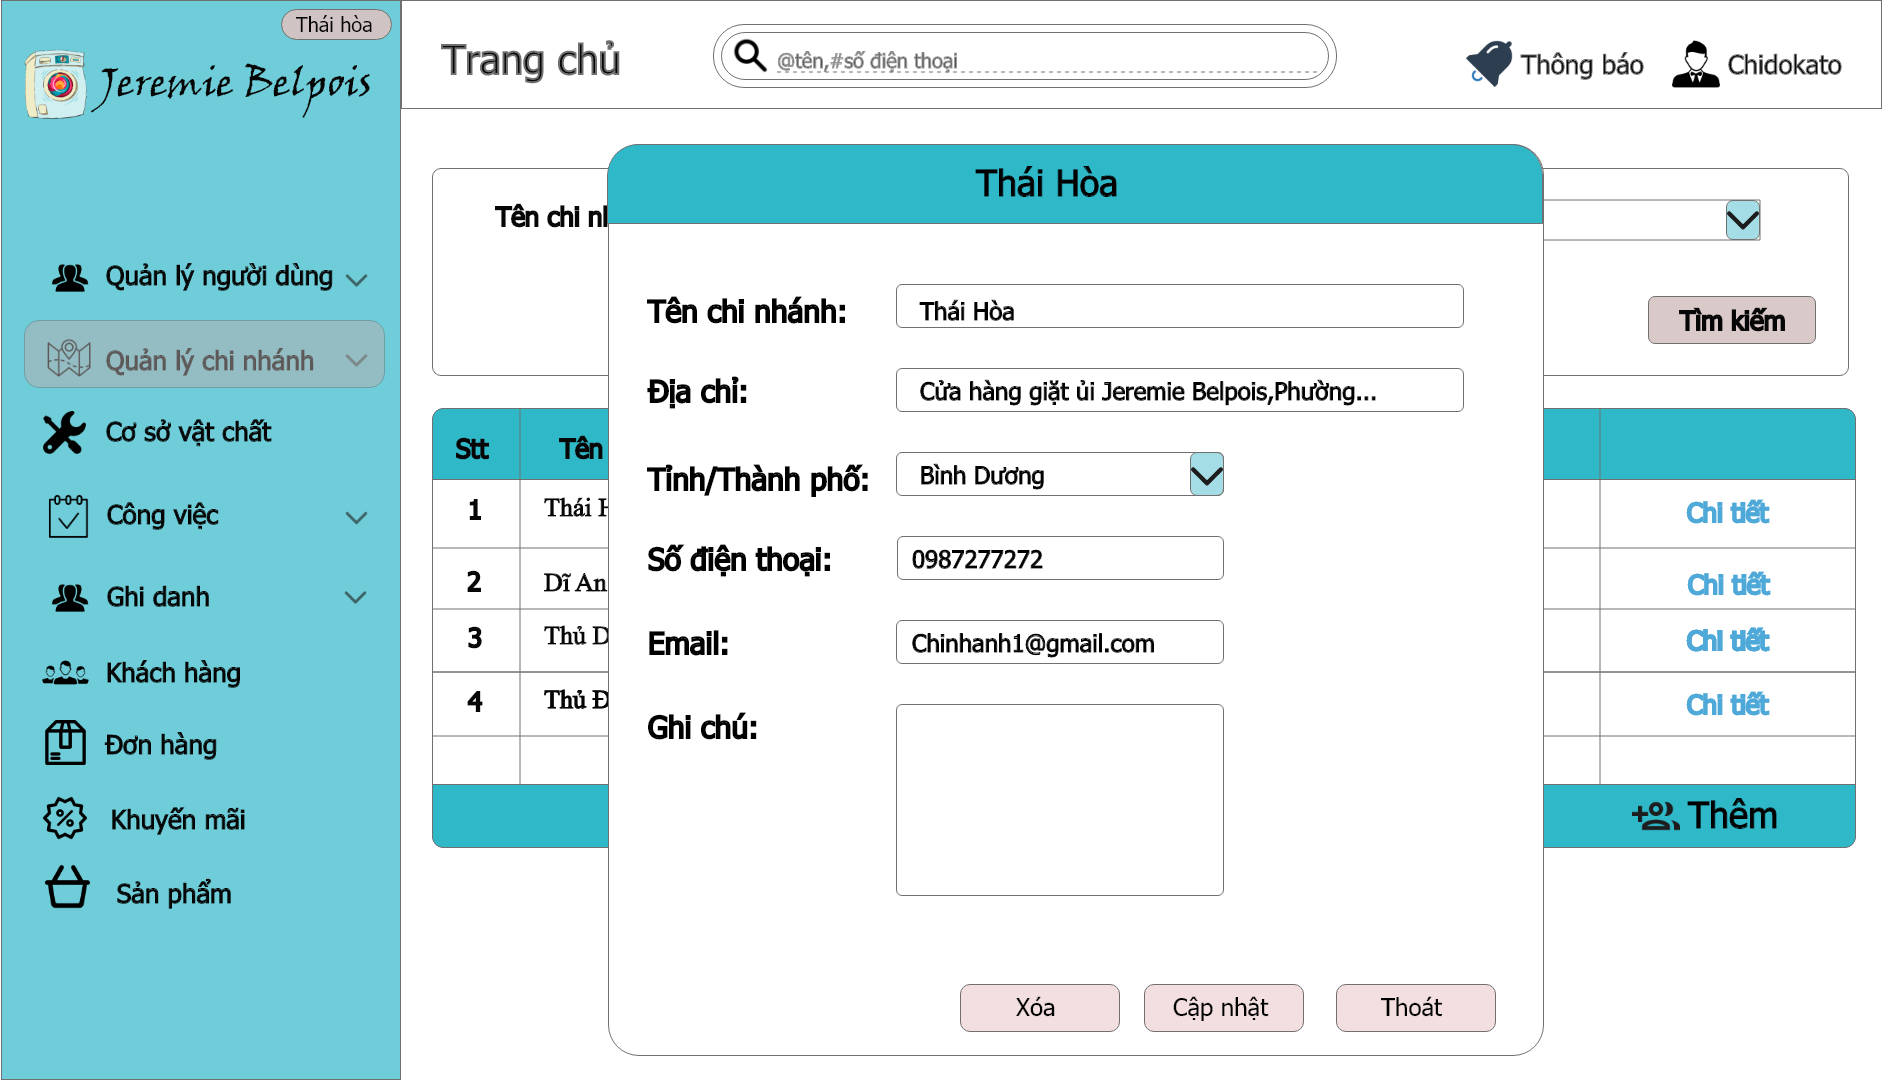 Thái hòa
Jeremie Belpois
Trang chủ
@tên,#số điện thoại
Thông báo
Chidokato
Quản lý người dùng
Quản lý chi nhánh
Cơ sở vật chất
Công việc
Ghi danh
Khách hàng
Đơn hàng
Khuyến mãi
Sản phẩm
Tên chi
Tìm kiếm
Stt
Tên
1
Thái
Chi tiết
2
Dĩ An
Chi tiết
3
Thủ
Chi tiết
4
Thủ
Chi tiết
Thêm
Thái Hòa
Tên chi nhánh:
Thái Hòa
Địa chỉ:
Cửa hàng giặt ủi Jeremie Belpois,Phường...
Tỉnh/Thành phố:
Bình Dương
Số điện thoại:
0987277272
Email:
Chinhanh1@gmail.com
Ghi chú:
Xóa
Cập nhật
Thoát